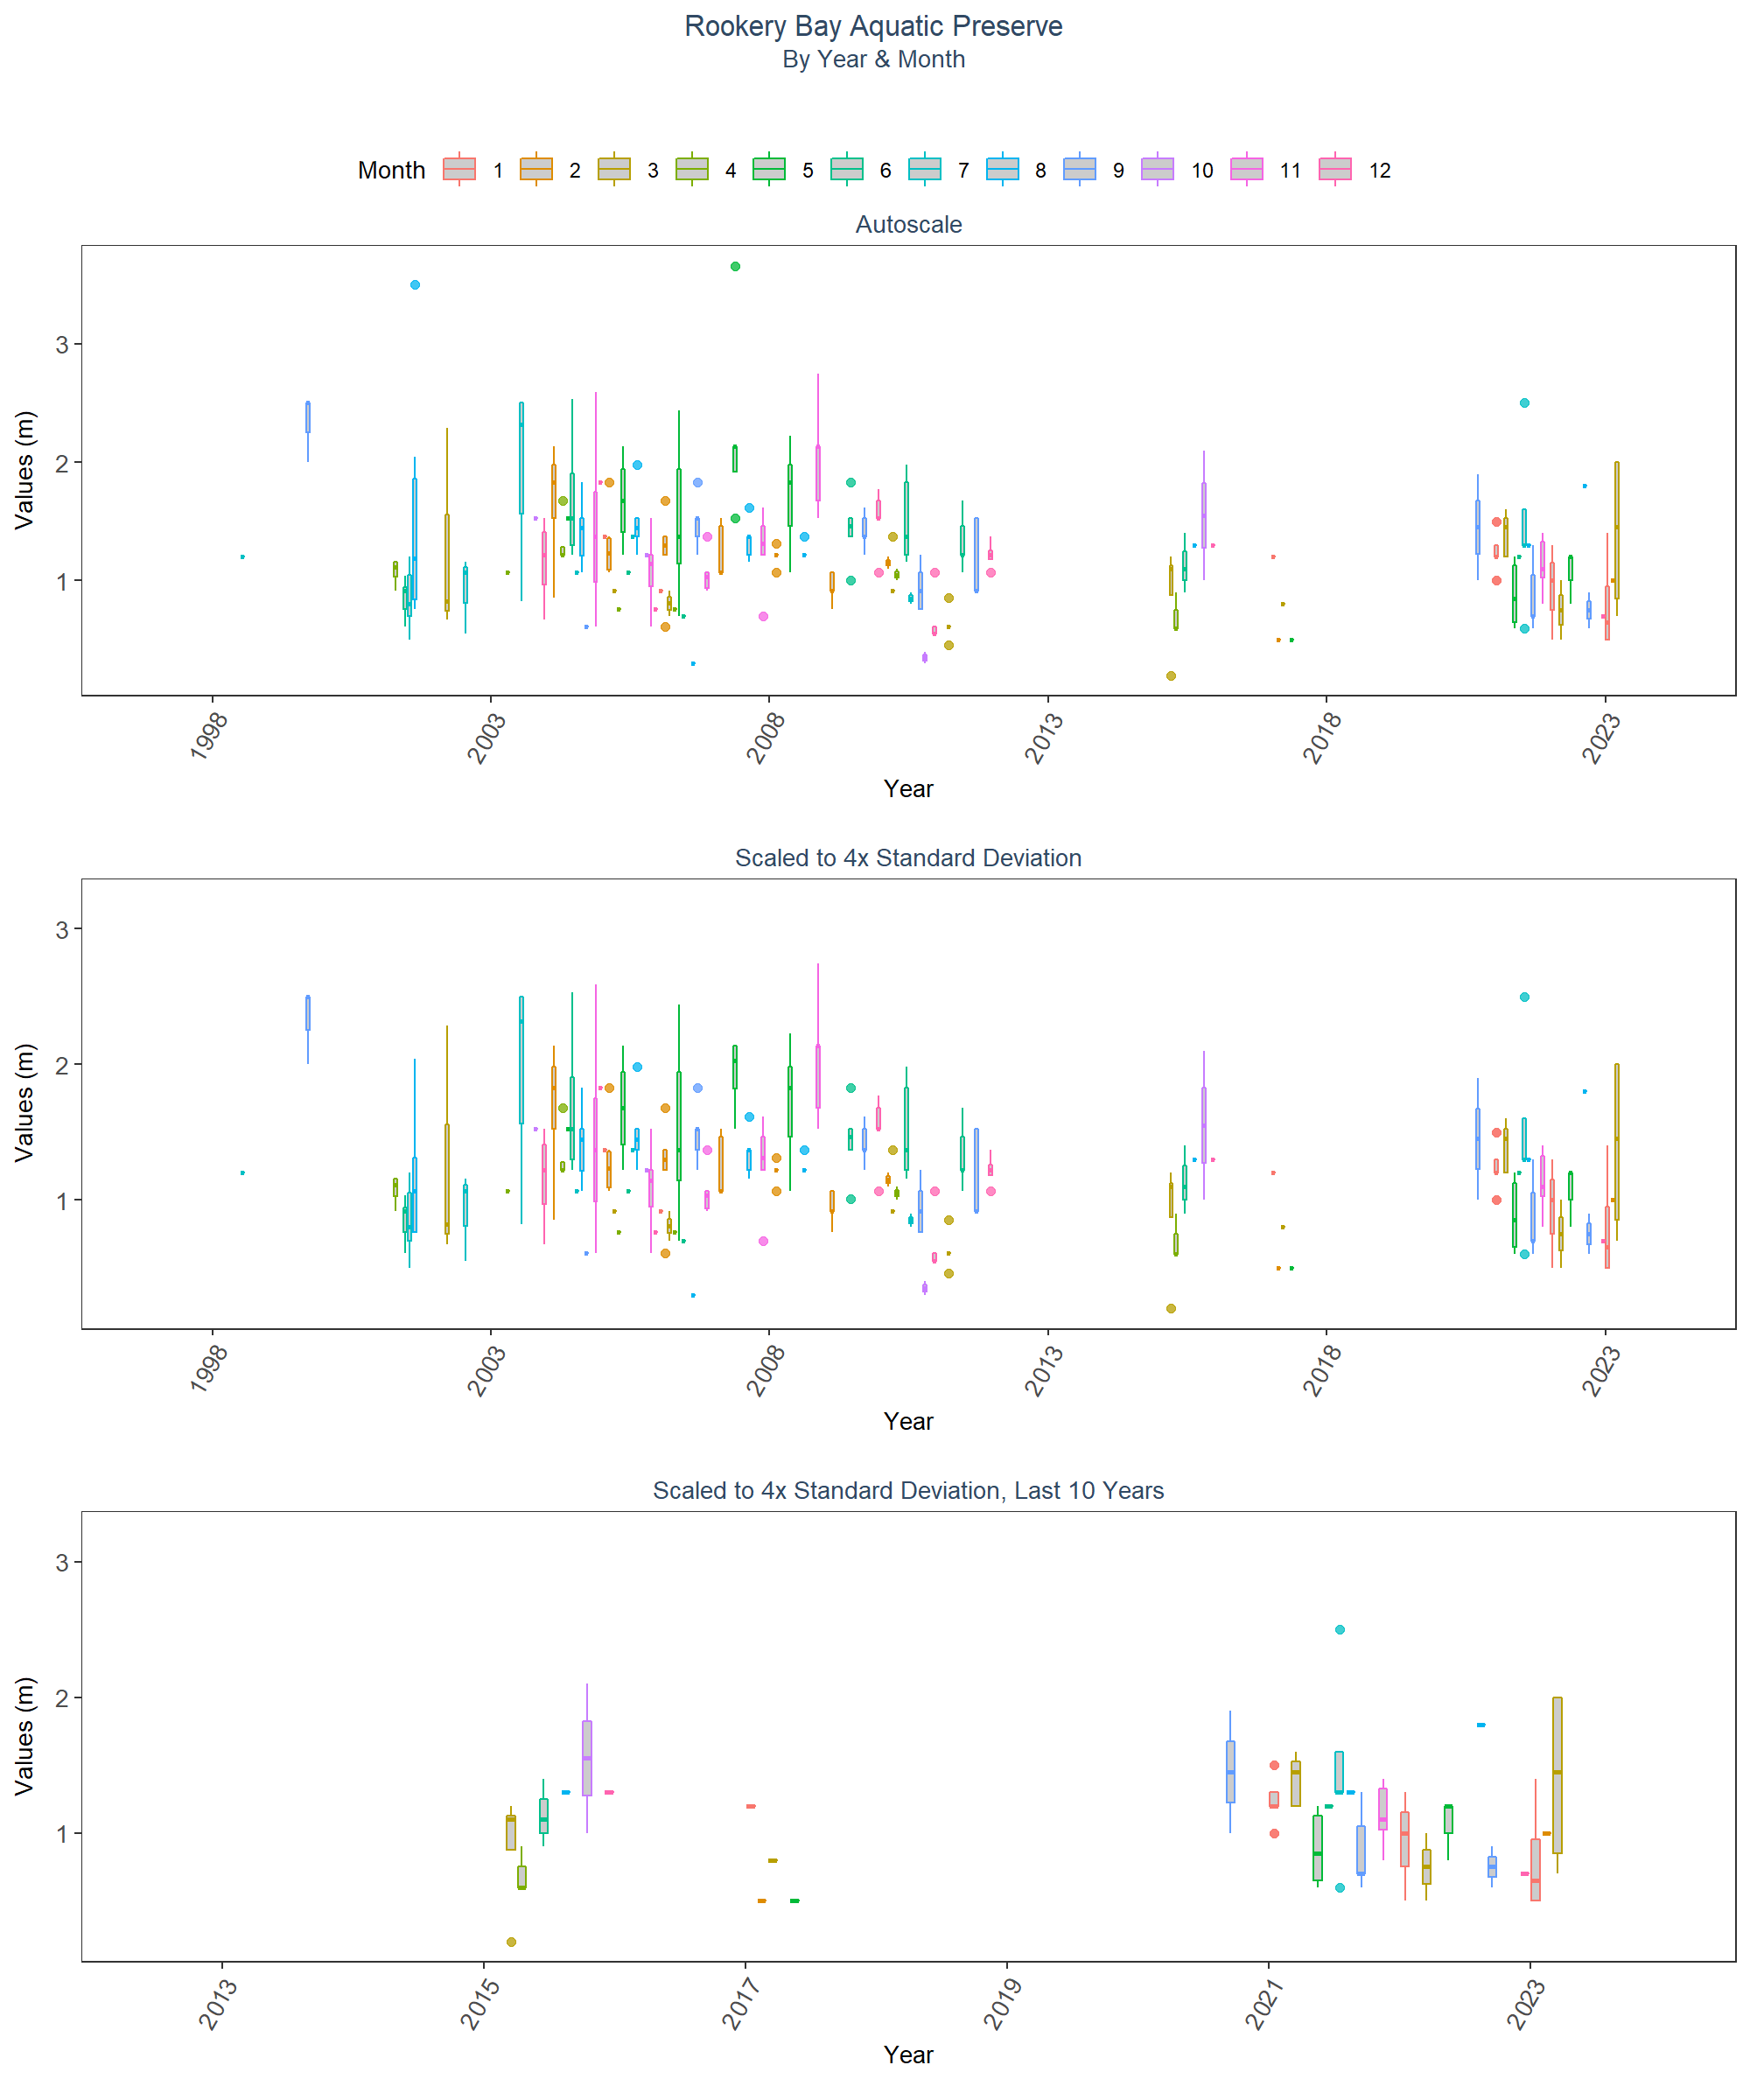 Rookery Bay Aquatic Preserve
By Year & Month
Month 1 2 3 4 5 6 7 8 9 10 11 12
Autoscale
Values (m)
3
2
1
1998 2003 2008 2013 2018 2023
Year
Scaled to 4x Standard Deviation
Values (m)
3
2
1
1998 2003 2008 2013 2018 2023
Year
Scaled to 4x Standard Deviation, Last 10 Years
Values (m)
3
2
1
2013 2015 2017 2019 2021 2023
Year